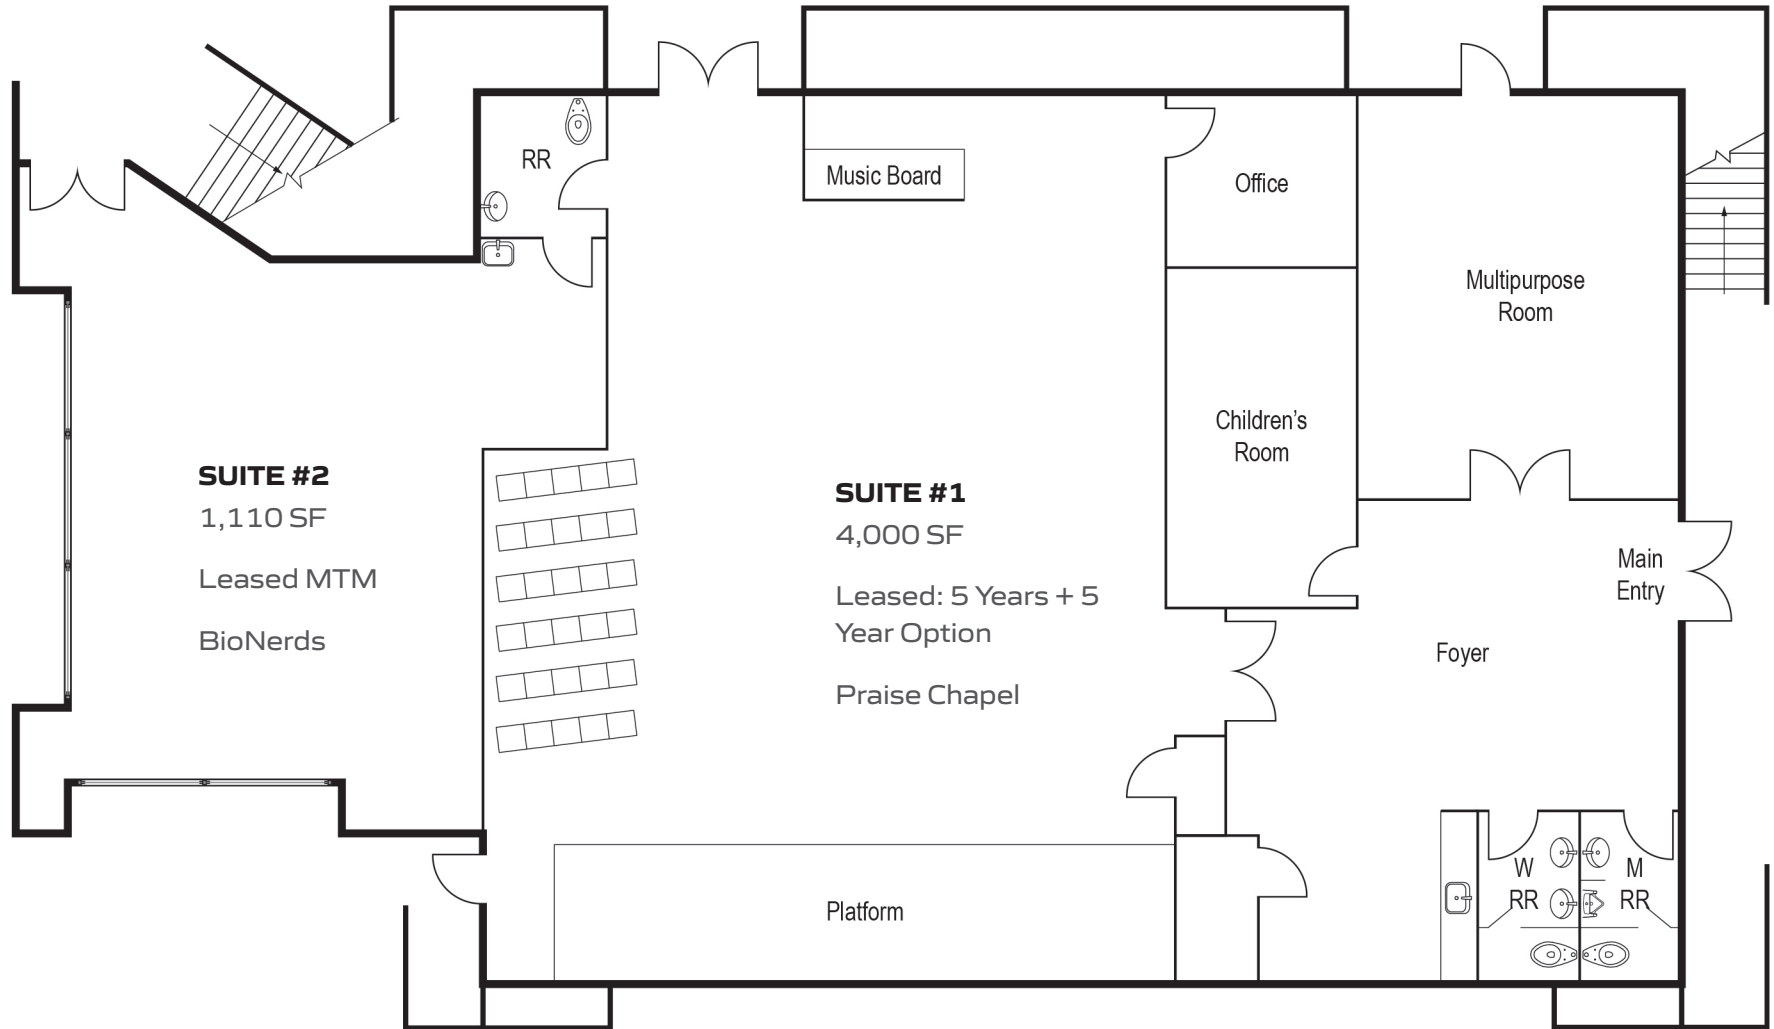 RR
Music Board
Office
Multipurpose
Room
Children's
Room
SUITE #2
1,110 SF
Leased MTM
BioNerds
SUITE #1
4,000 SF
Leased: 5 Years + 5
Year Option
Praise Chapel
Main
Entry
Foyer
W
RR
M
RR
Platform